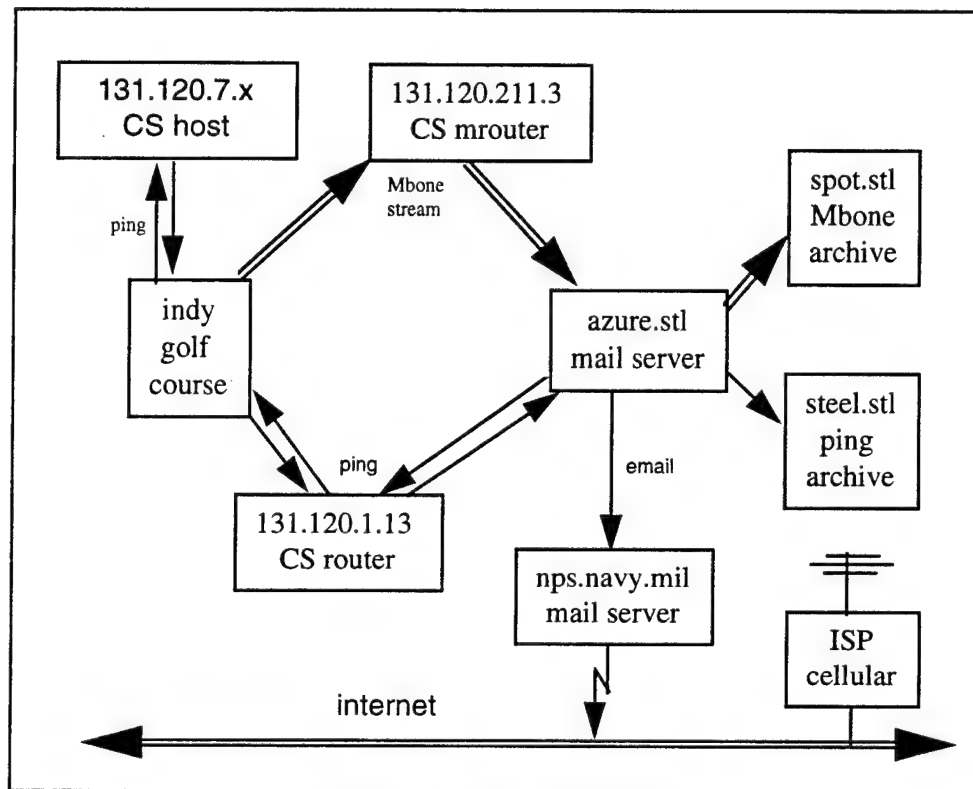 131.120.7.x
CS host
131.120.211.3
CS mrouter
spot.stl
Mbone
archive
Mbone
stream
ping
indy
golf
course
azure.stl
mail server
steel.stl
ping
archive
ping
email
131.120.1.13
CS router
nps.navy.mil
mail server
ISP
cellular
internet